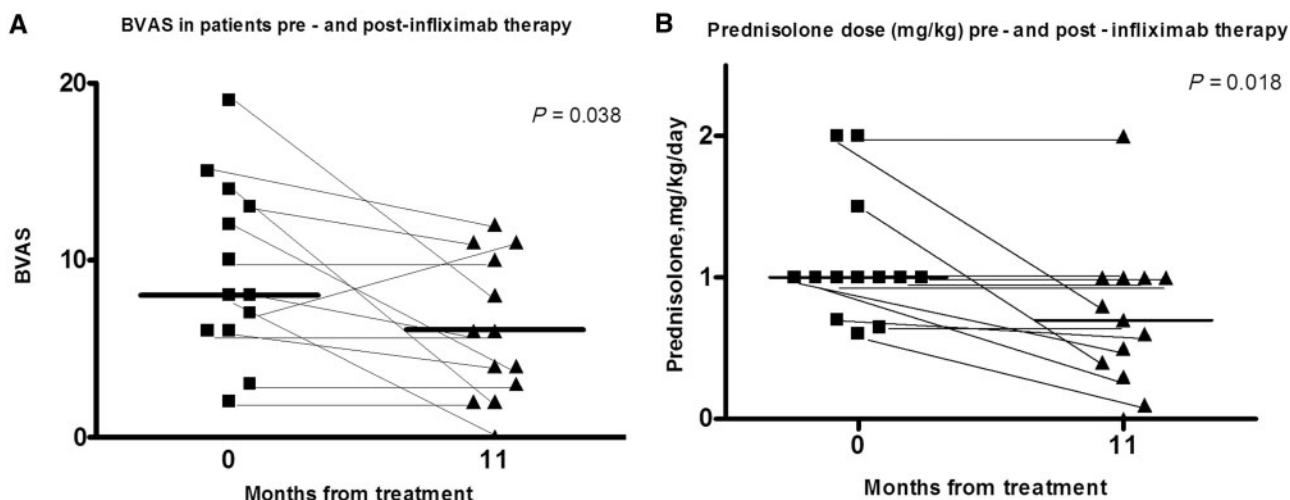 A
BVAS in patients pre - and post-infliximab therapy
20
P = 0.038
BVAS
10
0
0
11
Months from treatment
B
Prednisolone dose (mg/kg) pre - and post - infliximab therapy
P = 0.018
2
Prednisolone,mg/kg/day
1
0
0
11
Months from treatment